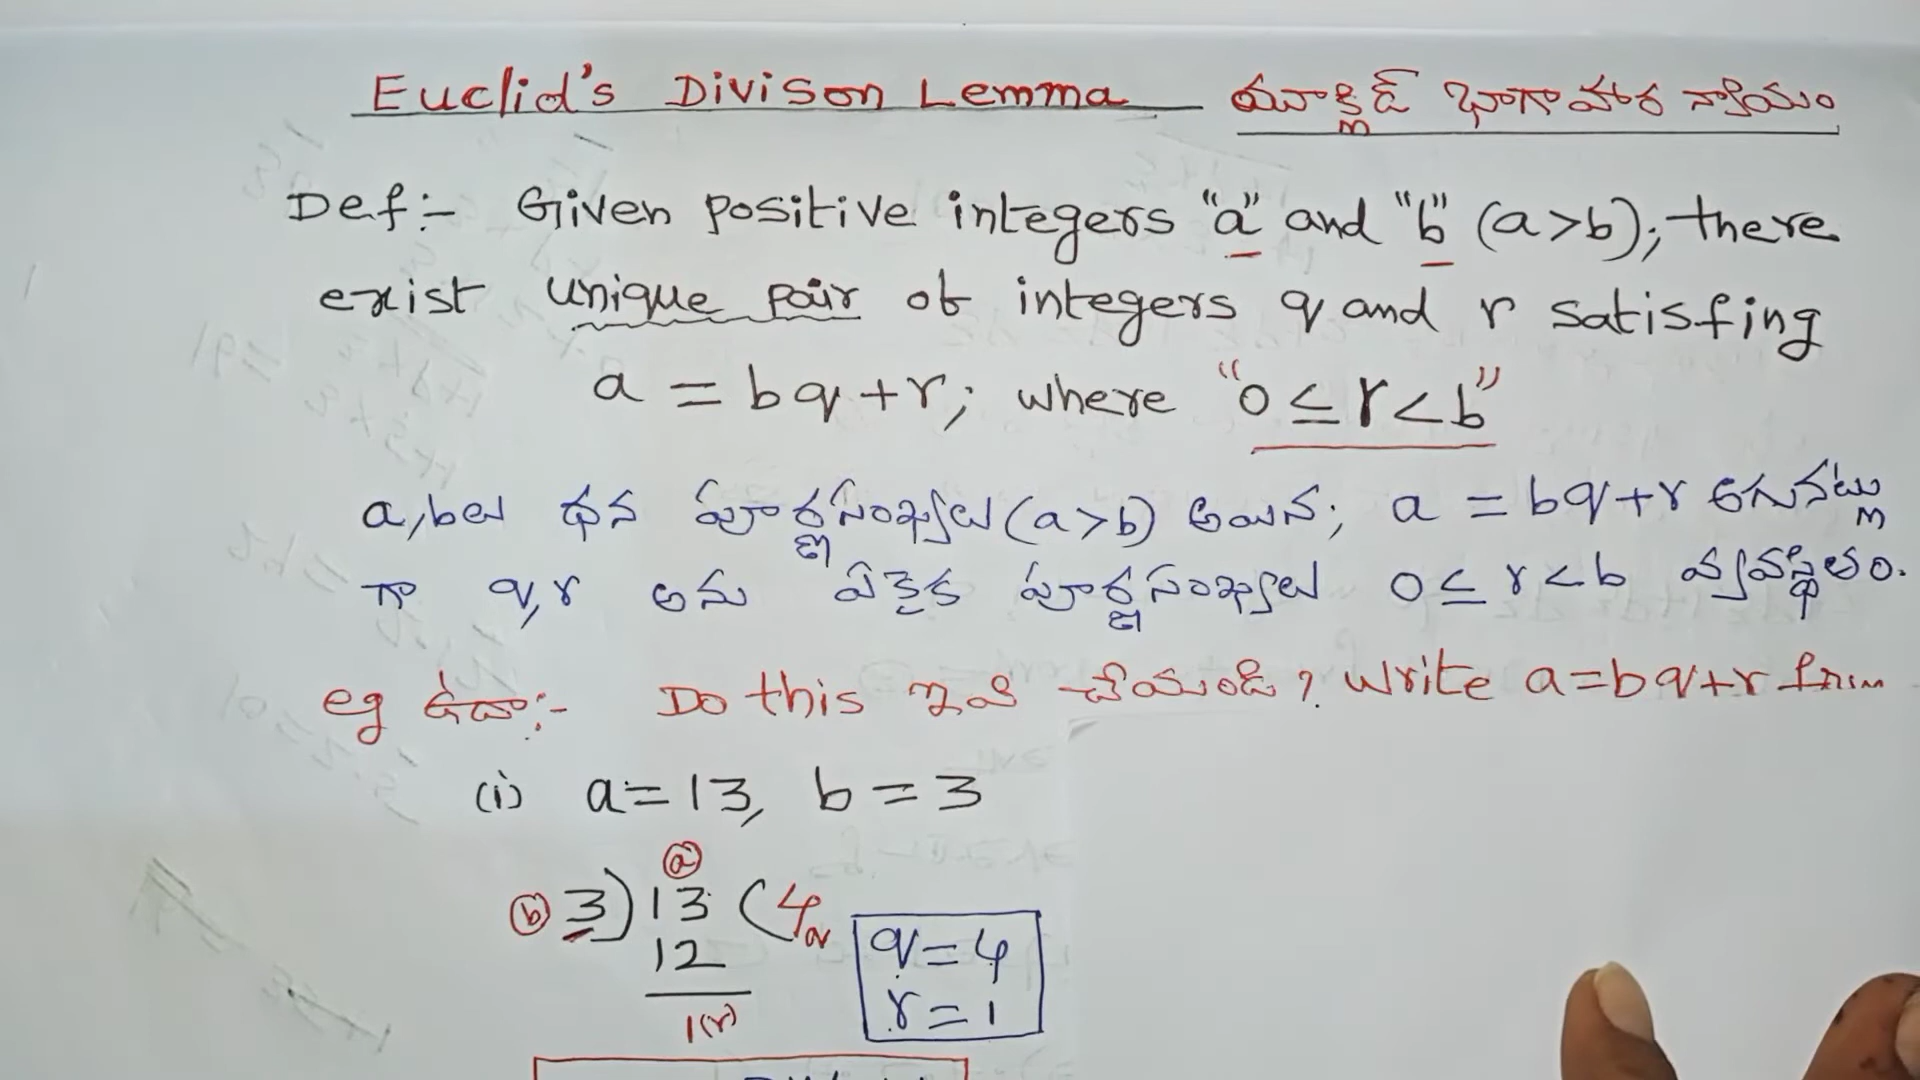 Euclid's Divison Lemma యూక్లిడ్ భాగాహార న్యాయం
Def:- Given positive integers "a" and "b" (a>b); there
exist unique pair of integers q and r satisfing
a = bq+r; where "0≤r<b"
a,bలు ధన పూర్ణసంఖ్యలు (a>b) అయిన; a = bq+r అగునట్లు
గా q,r అను ఏకైక పూర్ణసంఖ్యలు 0≤r<b వ్యవస్థితం.
eg ఉదా:- Do this ఇవి చేయండి? Write a=bq+r from
(i) a=13, b=3
a
b 3) 13 (4 q
12
1(r)
q=4
r=1